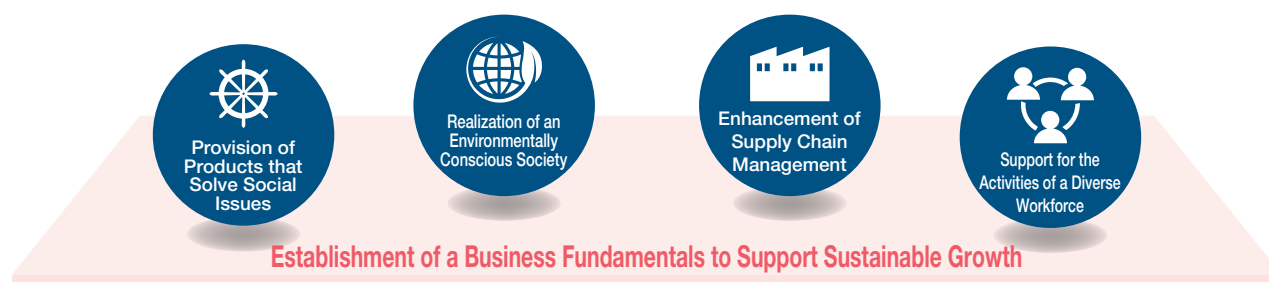 Provision of
Products that
Solve Social
Issues
Realization of an
Environmentally
Conscious Society
Enhancement of
Supply Chain
Management
Support for the
Activities of a Diverse
Workforce
Establishment of a Business Fundamentals to Support Sustainable Growth